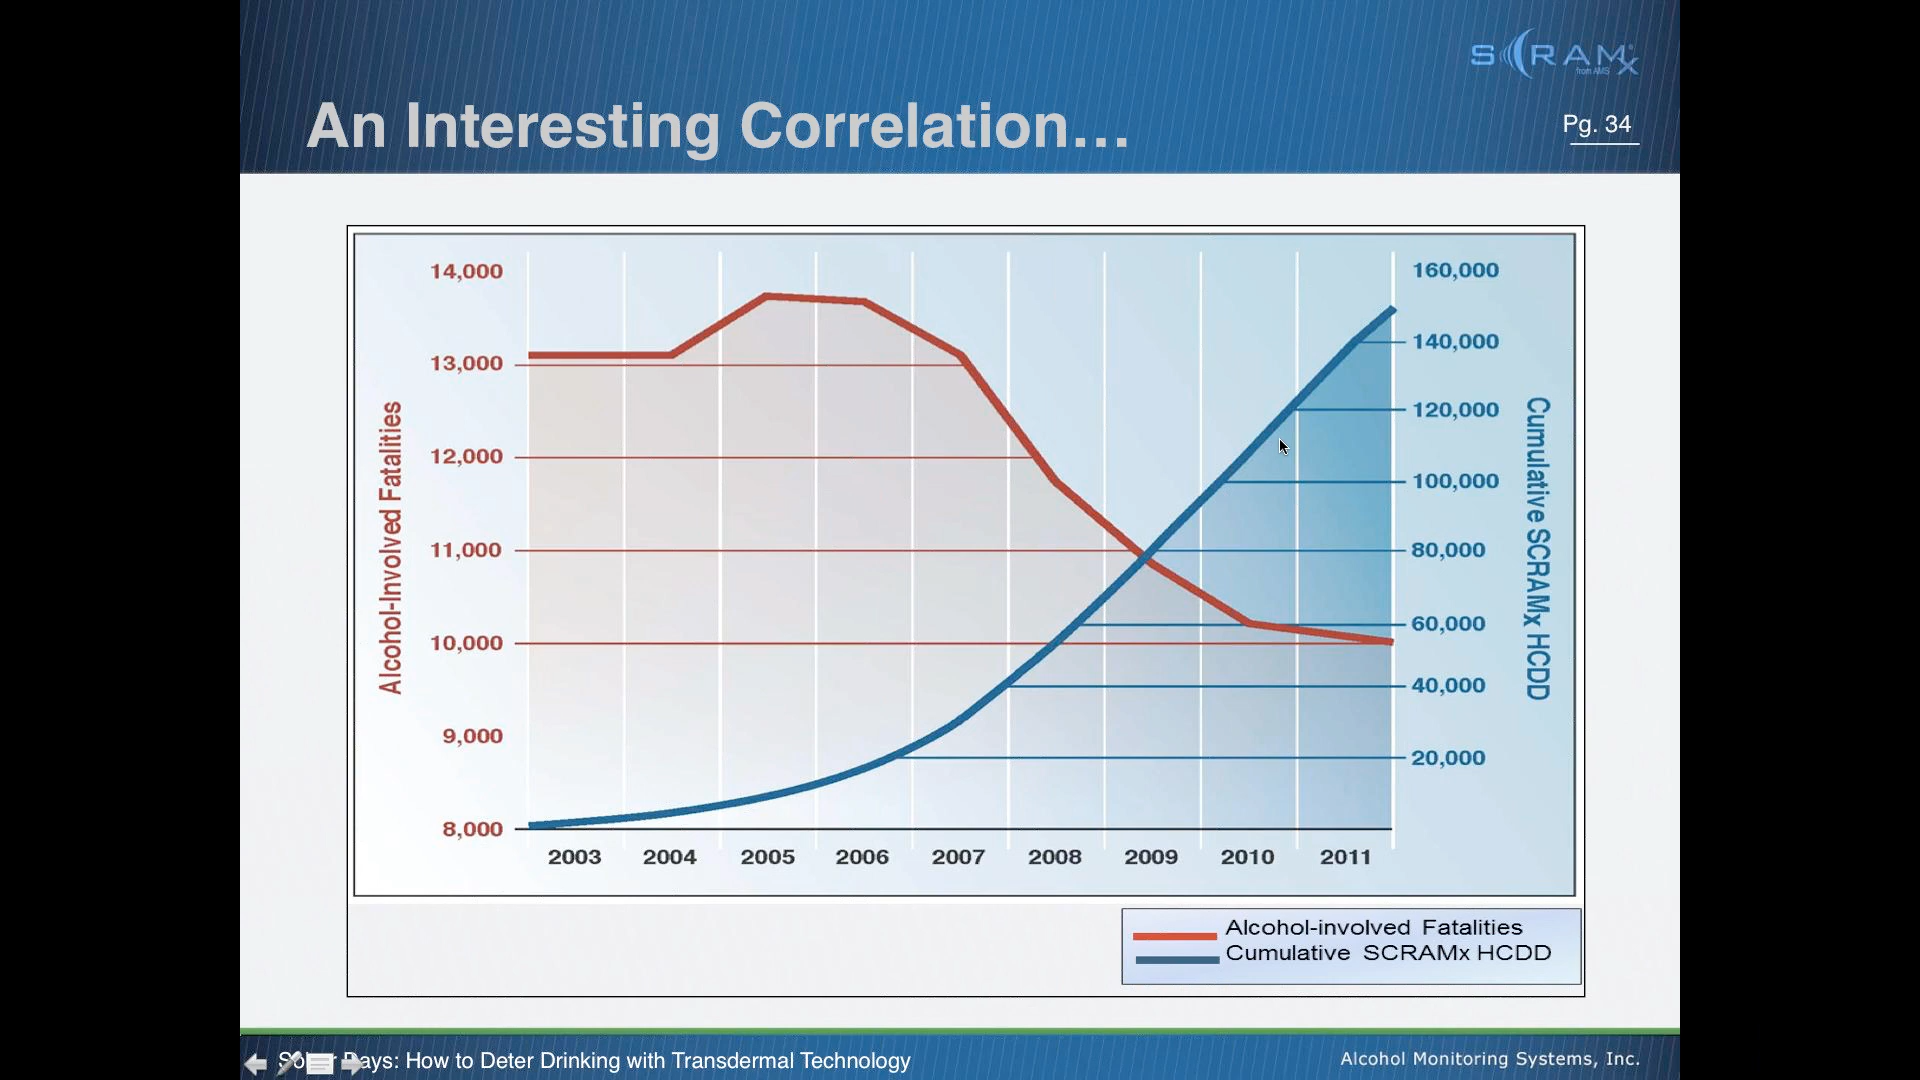 SCRAMx
from AMS
An Interesting Correlation…
Pg. 34
14,000
13,000
12,000
11,000
10,000
9,000
8,000
Alcohol-Involved Fatalities
160,000
140,000
120,000
100,000
80,000
60,000
40,000
20,000
Cumulative SCRAMx HCDD
2003 2004 2005 2006 2007 2008 2009 2010 2011
Alcohol-involved Fatalities
Cumulative SCRAMx HCDD
Days: How to Deter Drinking with Transdermal Technology
Alcohol Monitoring Systems, Inc.